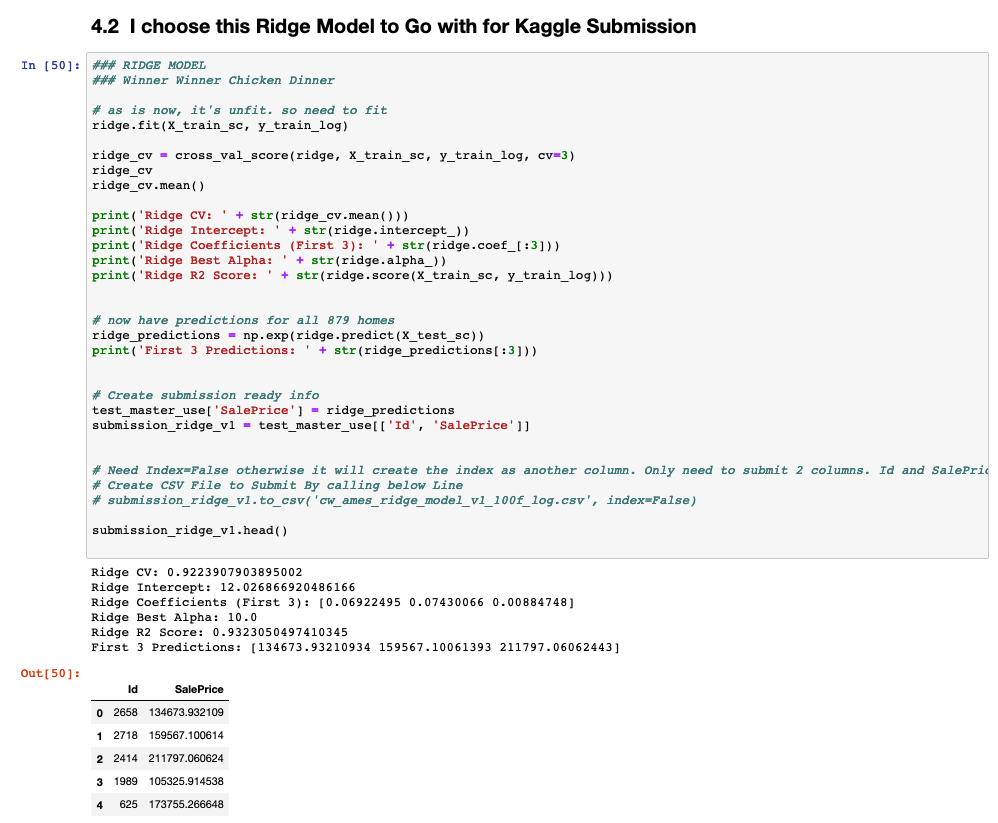 4.2 I choose this Ridge Model to Go with for Kaggle Submission
In [50]:
### RIDGE MODEL
### Winner Winner Chicken Dinner
# as is now, it's unfit. so need to fit
ridge.fit(X_train_sc, y_train_log)
ridge_cv = cross_val_score(ridge, X_train_sc, y_train_log, cv=3)
ridge_cv
ridge_cv.mean()
print('Ridge CV: ' + str(ridge_cv.mean()))
print('Ridge Intercept: ' + str(ridge.intercept_))
print('Ridge Coefficients (First 3): ' + str(ridge.coef_[:3]))
print('Ridge Best Alpha: ' + str(ridge.alpha_))
print('Ridge R2 Score: ' + str(ridge.score(X_train_sc, y_train_log)))
# now have predictions for all 879 homes
ridge_predictions = np.exp(ridge.predict(X_test_sc))
print('First 3 Predictions: ' + str(ridge_predictions[:3]))
# Create submission ready info
test_master_use['SalePrice'] = ridge_predictions
submission_ridge_v1 = test_master_use[['Id', 'SalePrice']]
# Need Index=False otherwise it will create the index as another column. Only need to submit 2 columns. Id and SalePric
# Create CSV File to Submit By calling below Line
# submission_ridge_v1.to_csv('cw_ames_ridge_model_v1_100f_log.csv', index=False)
submission_ridge_v1.head()
Ridge CV: 0.9223907903895002
Ridge Intercept: 12.026866920486166
Ridge Coefficients (First 3): [0.06922495 0.07430066 0.00884748]
Ridge Best Alpha: 10.0
Ridge R2 Score: 0.9323050497410345
First 3 Predictions: [134673.93210934 159567.10061393 211797.06062443]
Out[50]:
Id SalePrice
0 2658 134673.932109
1 2718 159567.100614
2 2414 211797.060624
3 1989 105325.914538
4 625 173755.266648